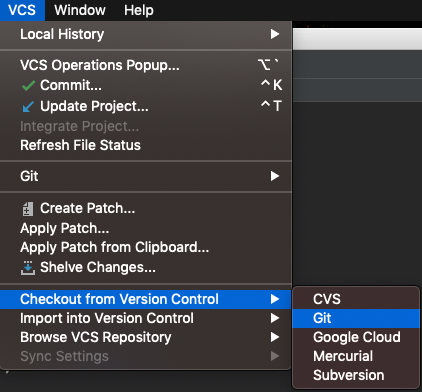 VCS Window Help
Local History
VCS Operations Popup... ⌥`
Commit... ^K
Update Project... ^T
Integrate Project...
Refresh File Status
Git
Create Patch...
Apply Patch...
Apply Patch from Clipboard...
Shelve Changes...
Checkout from Version Control
Import into Version Control
Browse VCS Repository
Sync Settings
CVS
Git
Google Cloud
Mercurial
Subversion